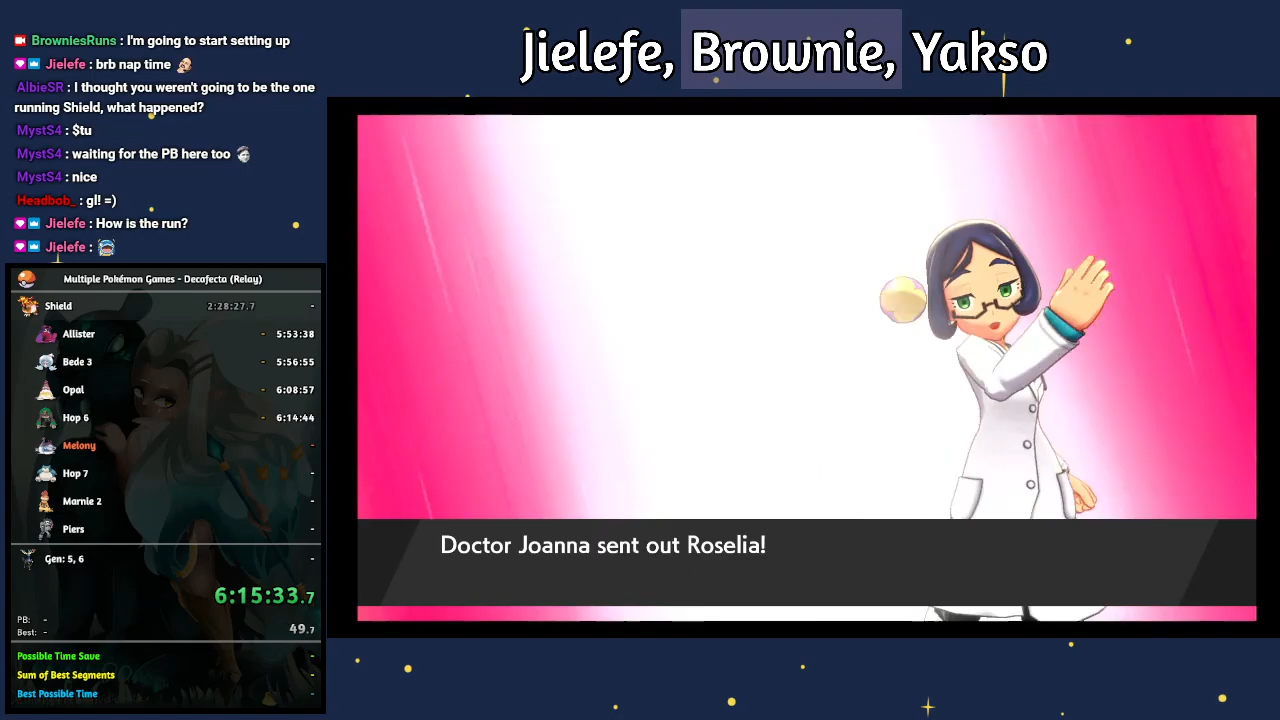 Jielefe, Brownie, Yakso
BrowniesRuns : I'm going to start setting up
Jielefe : brb nap time
AlbieSR : I thought you weren't going to be the one
running Shield, what happened?
MystS4 : $tu
MystS4 : waiting for the PB here too
MystS4 : nice
Headbob_ : gl! =)
Jielefe : How is the run?
Jielefe :
Multiple Pokémon Games - Decafecta (Relay)
Shield 2:28:27.7 -
Allister - 5:53:38
Bede 3 - 5:56:55
Opal - 6:08:57
Hop 6 - 6:14:44
Melony -
Hop 7 -
Marnie 2 -
Piers -
Gen: 5, 6 -
6:15:33.7
PB: -
Best: -
49.7
Possible Time Save -
Sum of Best Segments -
Best Possible Time -
Doctor Joanna sent out Roselia!